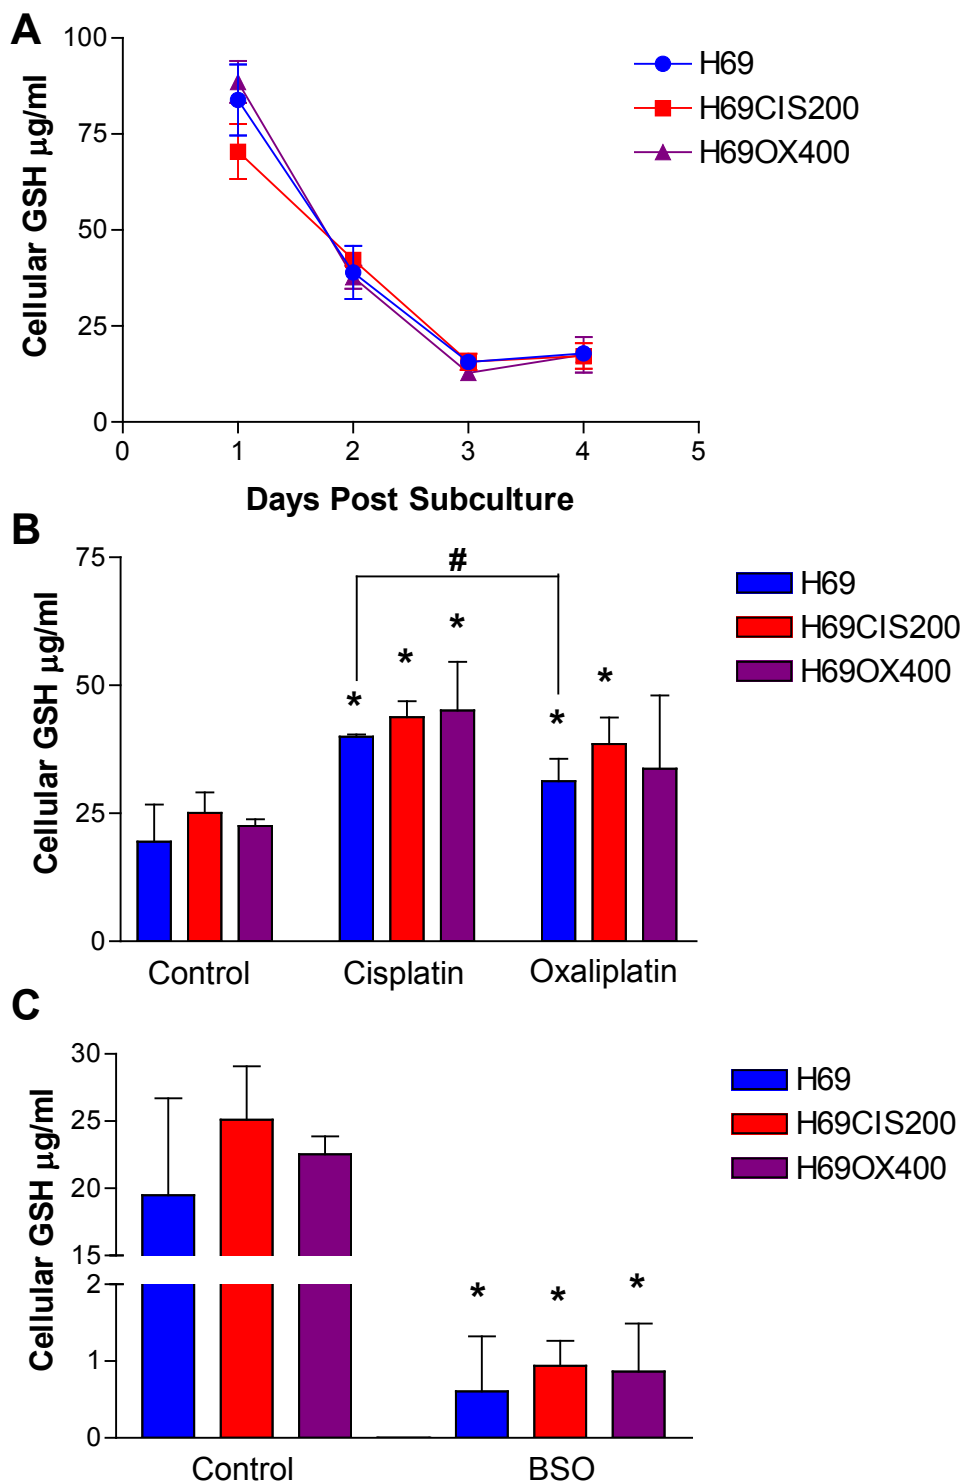 A
Cellular GSH µg/ml
100
75
50
25
0
0 1 2 3 4 5
Days Post Subculture
H69
H69CIS200
H69OX400
B
Cellular GSH µg/ml
75
50
25
0
#
* * *
* *
Control Cisplatin Oxaliplatin
H69
H69CIS200
H69OX400
C
Cellular GSH µg/ml
30
25
20
15
2
1
0
* * *
Control BSO
H69
H69CIS200
H69OX400